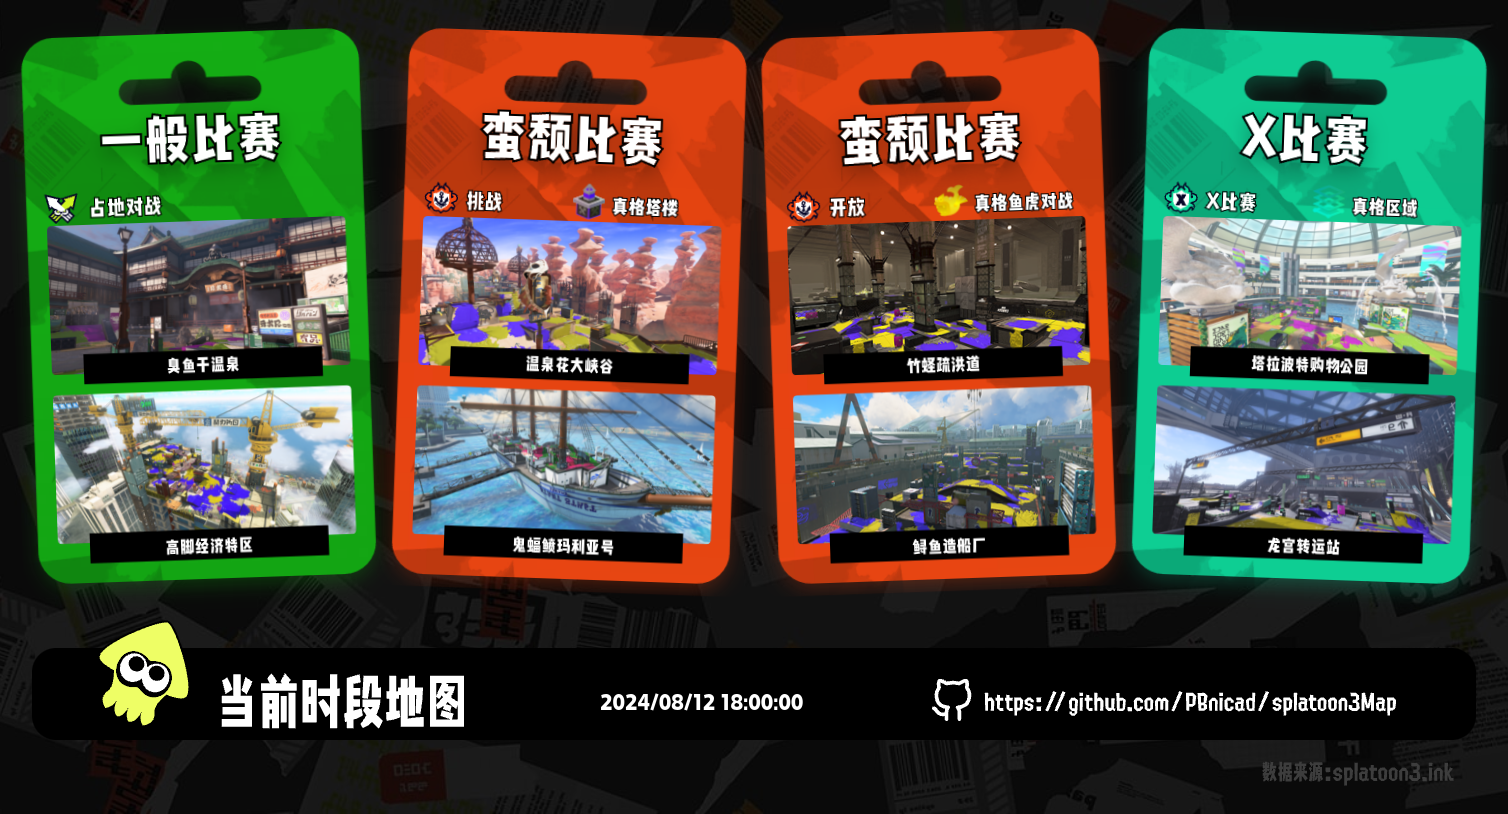 一般比赛
占地对战
臭鱼干温泉
高脚经济特区
蛮颓比赛
挑战
真格塔楼
温泉花大峡谷
鬼蝠鲼玛利亚号
蛮颓比赛
开放
真格鱼虎对战
竹蛏疏洪道
鲟鱼造船厂
X比赛
X比赛
真格区域
塔拉波特购物公园
龙宫转运站
当前时段地图
2024/08/12 18:00:00
https://github.com/PBnicad/splatoon3Map
数据来源:splatoon3.ink